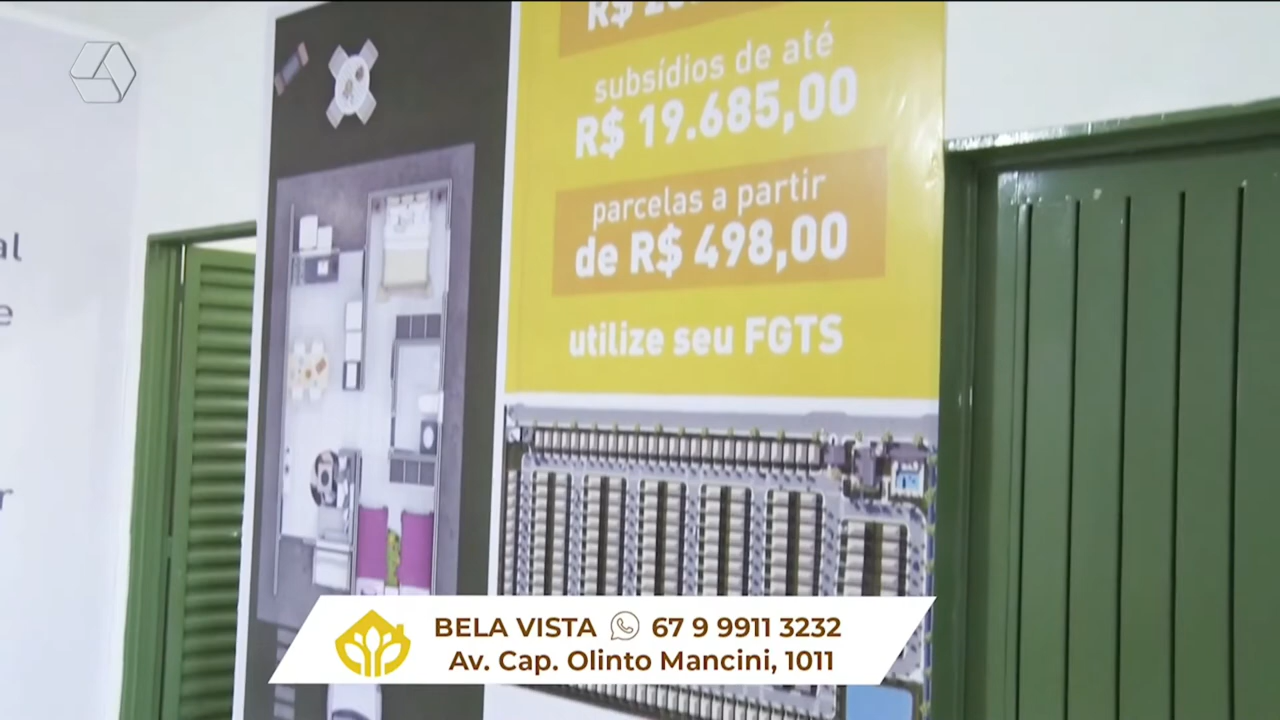 subsídios de até
R$ 19.685,00
parcelas a partir
de R$ 498,00
utilize seu FGTS
BELA VISTA 67 9 9911 3232
Av. Cap. Olinto Mancini, 1011